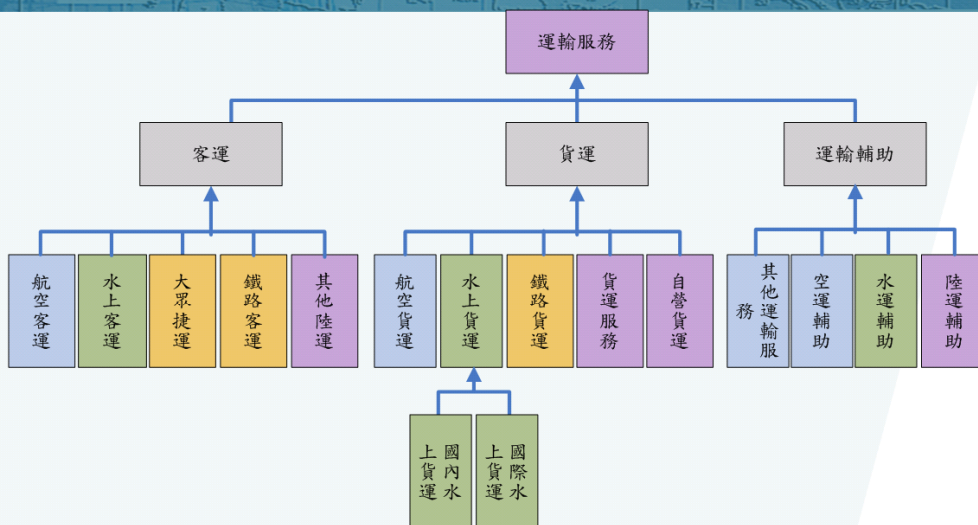 運輸服務
客運
貨運
運輸輔助
航空客運
水上客運
大眾捷運
鐵路客運
其他陸運
航空貨運
水上貨運
鐵路貨運
貨運服務
自營貨運
其他運輸服
務
空運輔助
水運輔助
陸運輔助
國內水
上貨運
國際水
上貨運